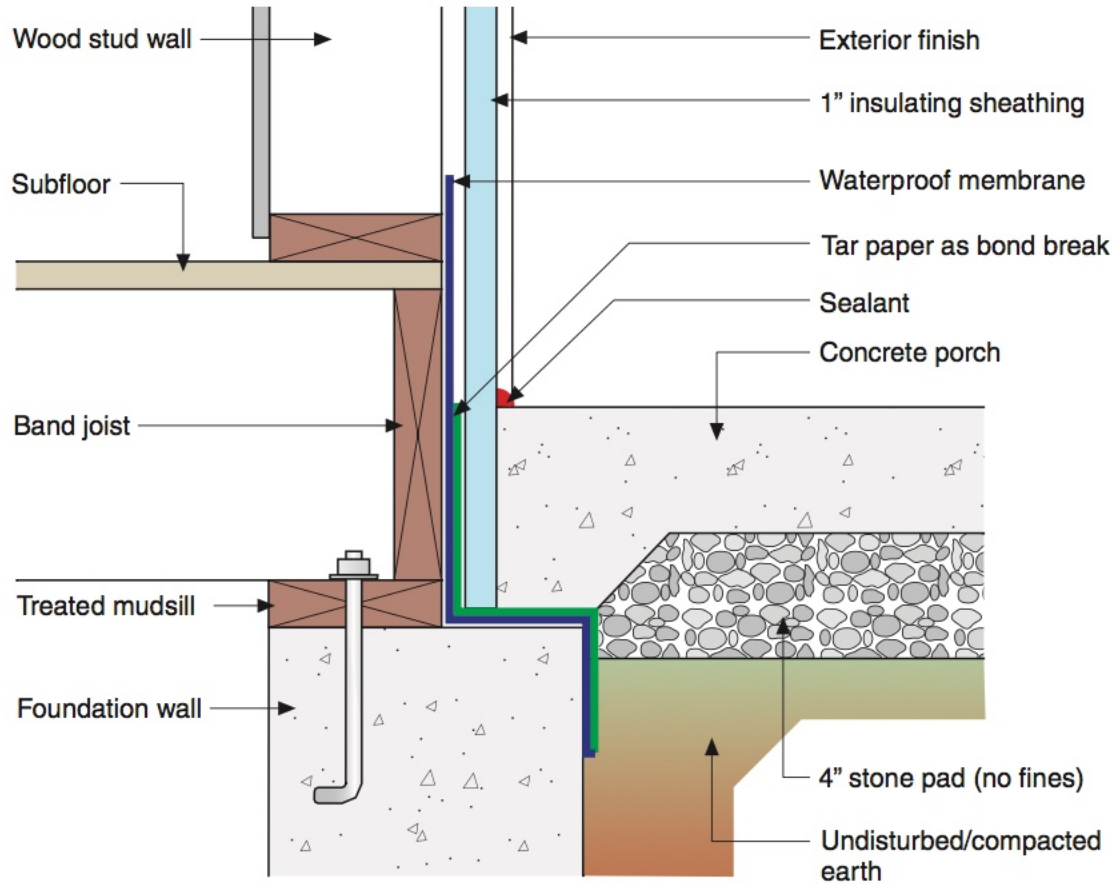 Wood stud wall
Subfloor
Band joist
Treated mudsill
Foundation wall
Exterior finish
1” insulating sheathing
Waterproof membrane
Tar paper as bond break
Sealant
Concrete porch
4” stone pad (no fines)
Undisturbed/compacted
earth